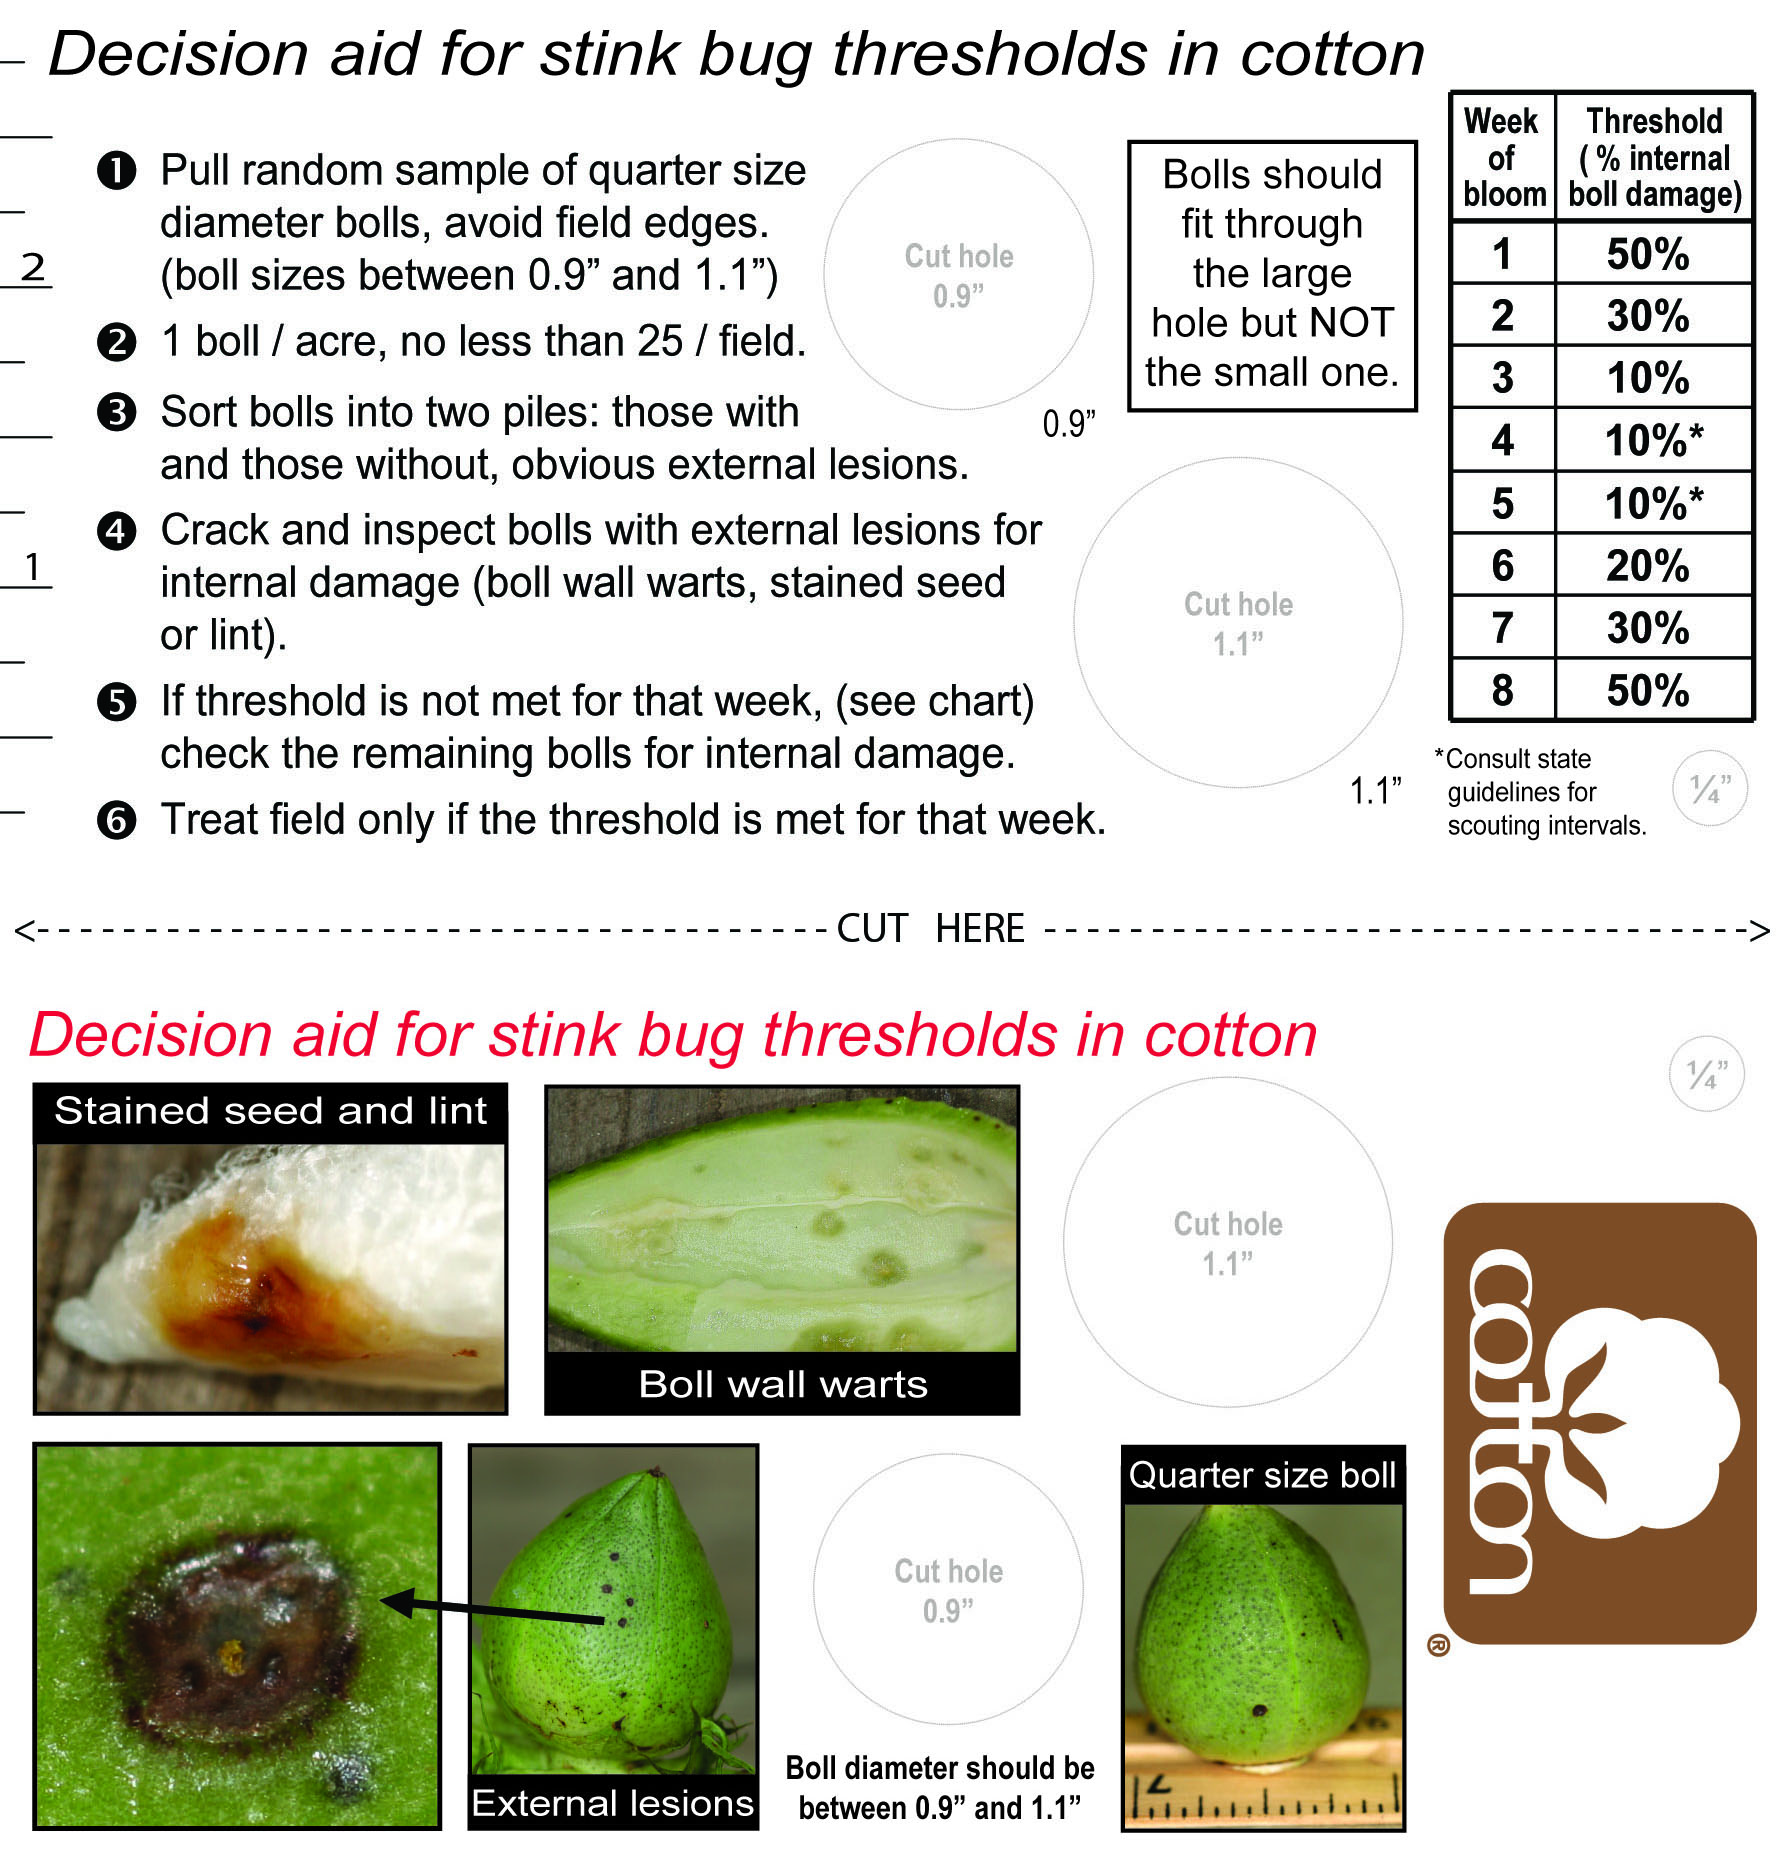 Decision aid for stink bug thresholds in cotton
❶ Pull random sample of quarter size
diameter bolls, avoid field edges.
(boll sizes between 0.9” and 1.1”)
❷ 1 boll / acre, no less than 25 / field.
❸ Sort bolls into two piles: those with
and those without, obvious external lesions.
❹ Crack and inspect bolls with external lesions for
internal damage (boll wall warts, stained seed
or lint).
❺ If threshold is not met for that week, (see chart)
check the remaining bolls for internal damage.
❻ Treat field only if the threshold is met for that week.
2
1
Cut hole
0.9”
0.9”
Bolls should
fit through
the large
hole but NOT
the small one.
Cut hole
1.1”
1.1”
Week of bloom Threshold ( % internal boll damage)
1 50%
2 30%
3 10%
4 10%*
5 10%*
6 20%
7 30%
8 50%
*Consult state
guidelines for
scouting intervals.
¼”
<- - - CUT HERE - - ->
Decision aid for stink bug thresholds in cotton
¼”
Stained seed and lint
Boll wall warts
Cut hole
1.1”
cotton
®
External lesions
Cut hole
0.9”
Boll diameter should be
between 0.9” and 1.1”
Quarter size boll
7